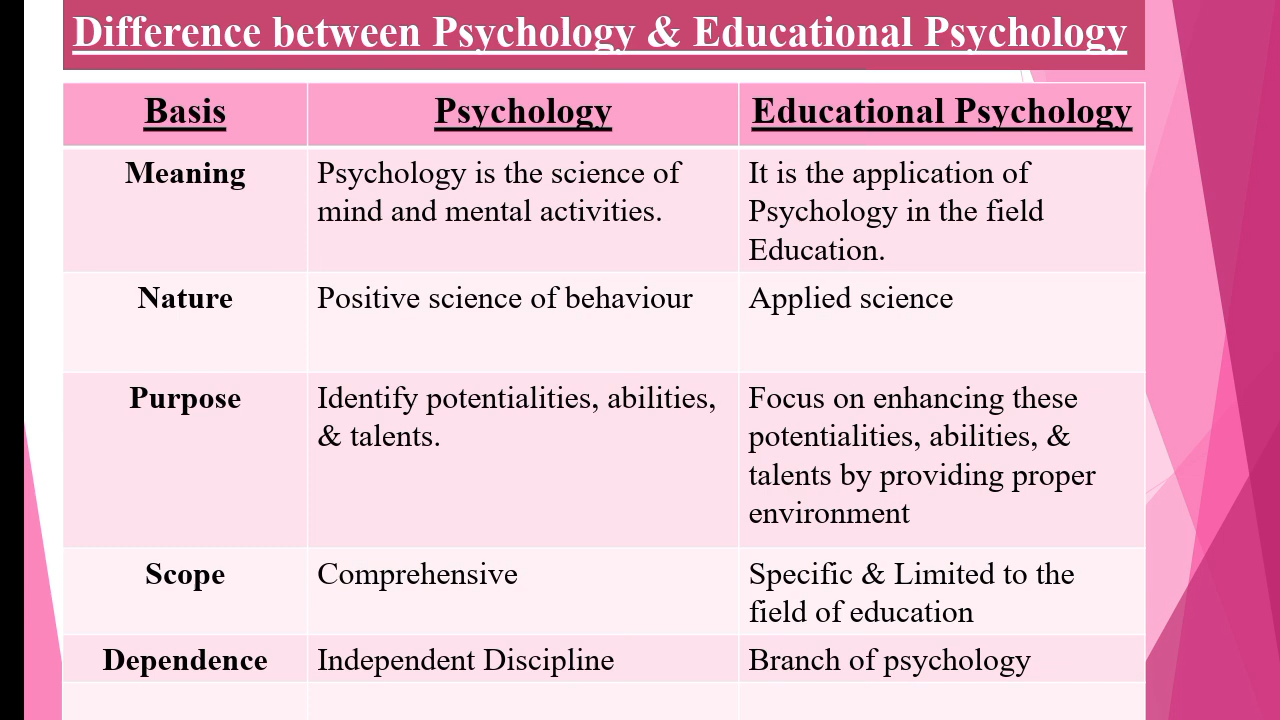 Difference between Psychology & Educational Psychology
Basis
Psychology
Educational Psychology
Meaning
Psychology is the science of
mind and mental activities.
It is the application of
Psychology in the field
Education.
Nature
Positive science of behaviour
Applied science
Purpose
Identify potentialities, abilities,
& talents.
Focus on enhancing these
potentialities, abilities, &
talents by providing proper
environment
Scope
Comprehensive
Specific & Limited to the
field of education
Dependence
Independent Discipline
Branch of psychology